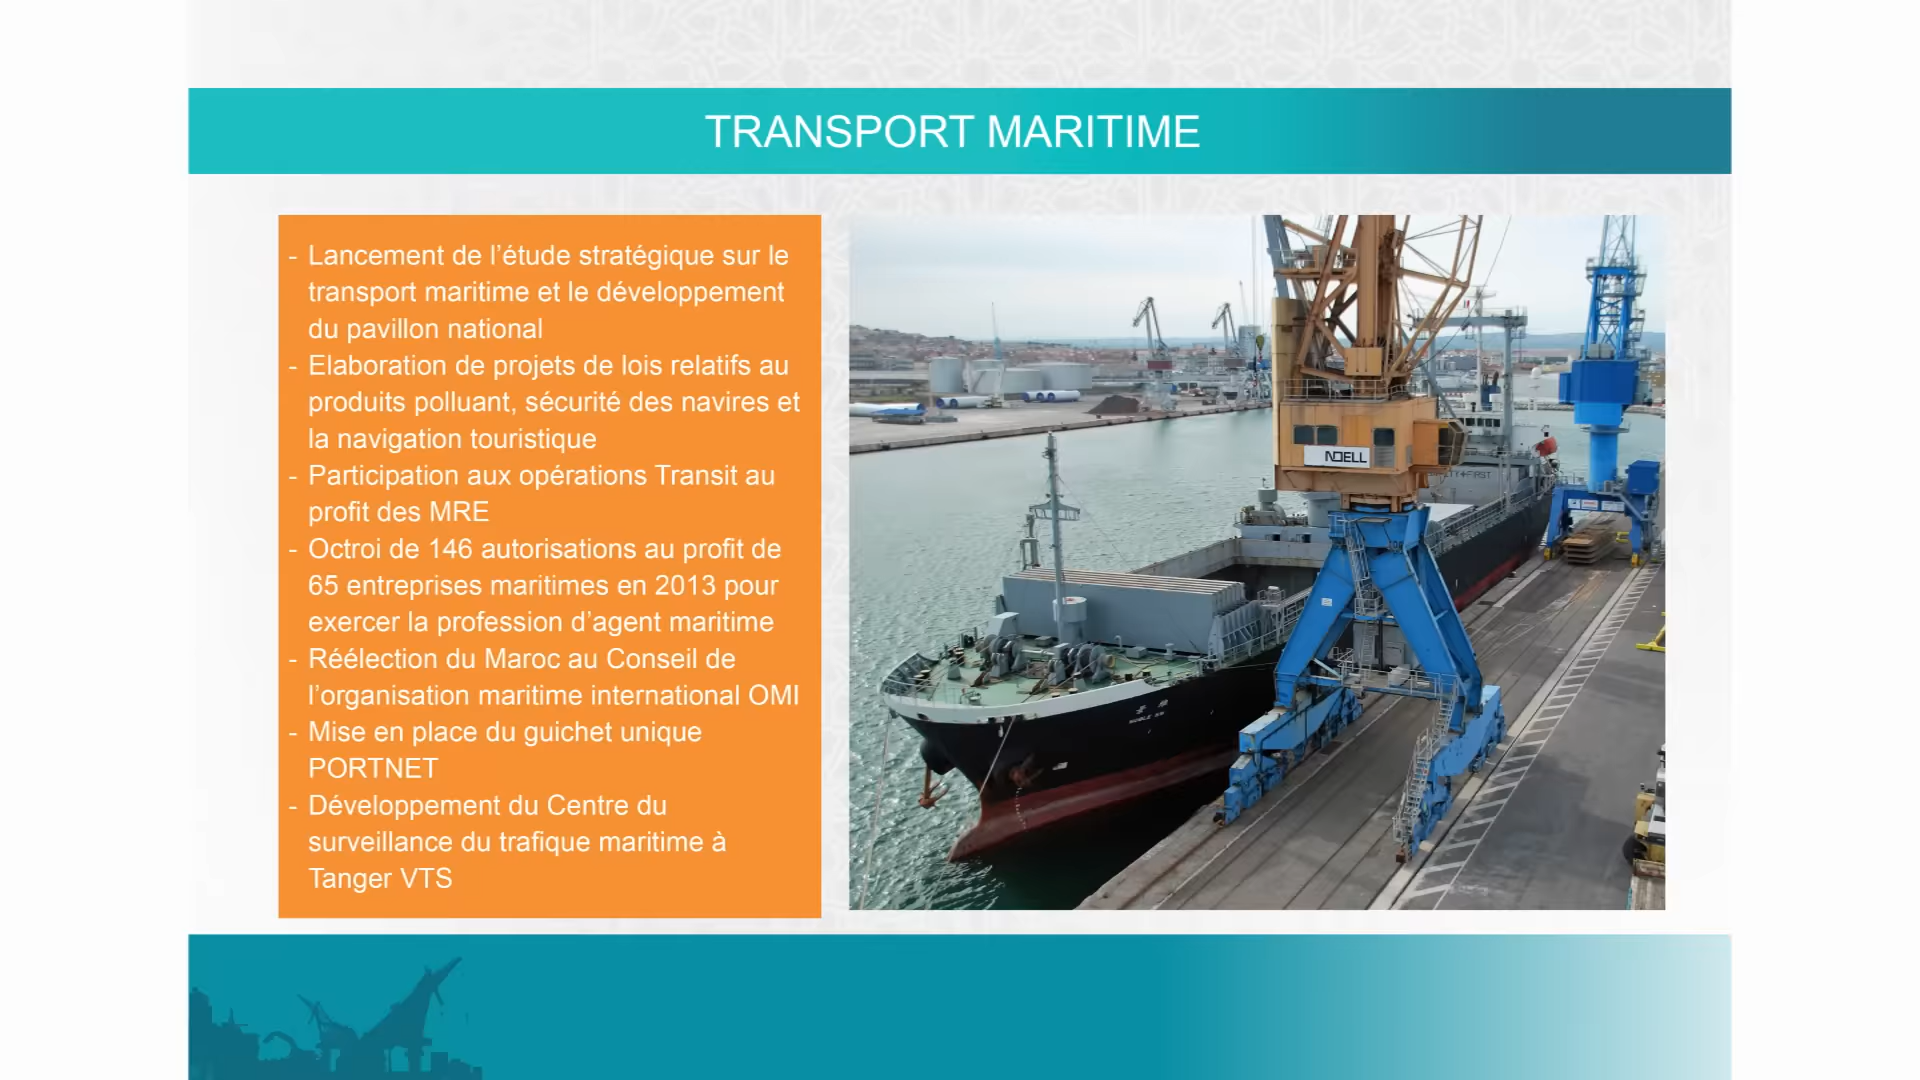 TRANSPORT MARITIME
- Lancement de l’étude stratégique sur le
transport maritime et le développement
du pavillon national
- Elaboration de projets de lois relatifs au
produits polluant, sécurité des navires et
la navigation touristique
- Participation aux opérations Transit au
profit des MRE
- Octroi de 146 autorisations au profit de
65 entreprises maritimes en 2013 pour
exercer la profession d’agent maritime
- Réélection du Maroc au Conseil de
l’organisation maritime international OMI
- Mise en place du guichet unique
PORTNET
- Développement du Centre du
surveillance du trafique maritime à
Tanger VTS
NOELL